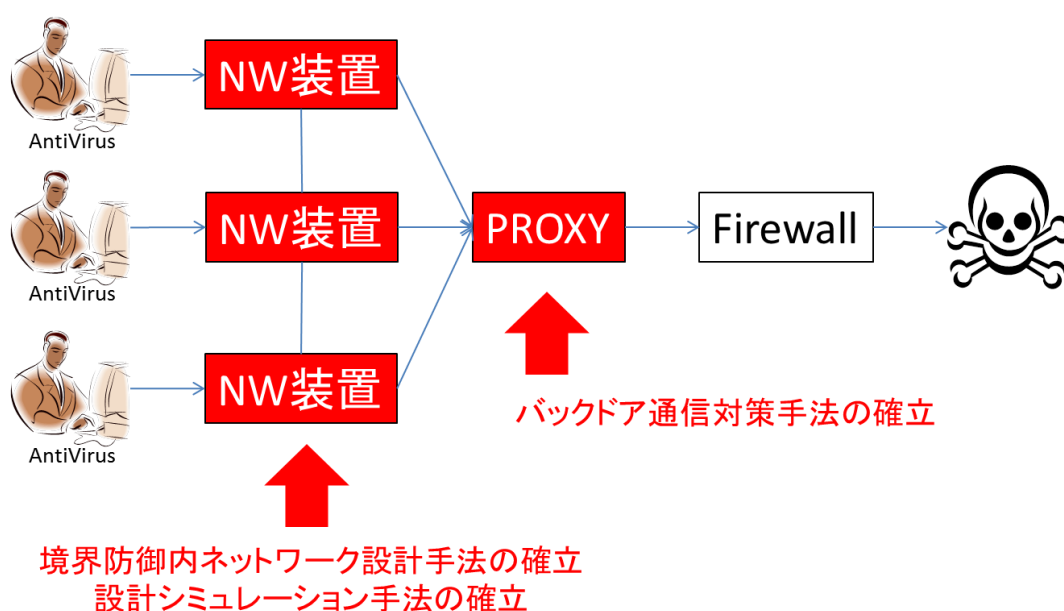 NW装置
AntiVirus
NW装置
PROXY
Firewall
AntiVirus
NW装置
バックドア通信対策手法の確立
AntiVirus
境界防御内ネットワーク設計手法の確立
設計シミュレーション手法の確立